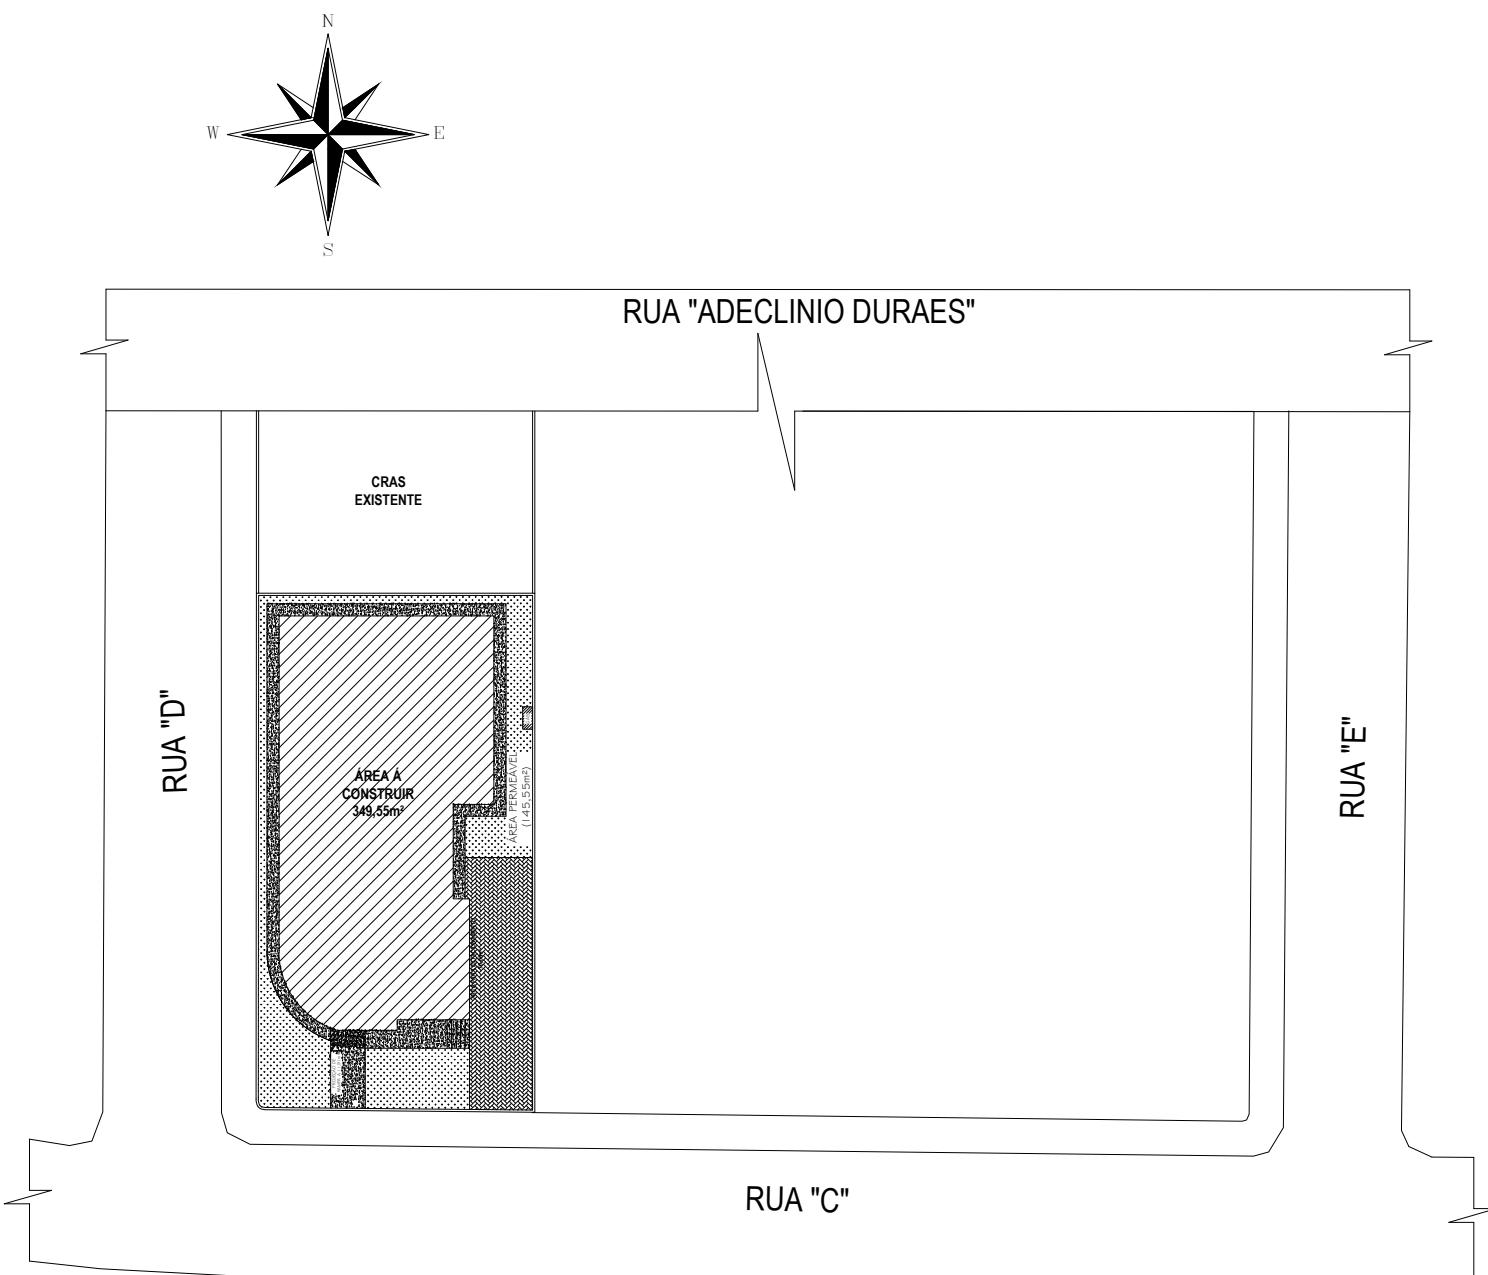 N
W
E
S
RUA "ADECLINIO DURAES"
CRAS
EXISTENTE
RUA "D"
RUA "E"
ÁREA À
CONSTRUIR
349,55m²
ÁREA PERMEÁVEL
(145,55m²)
RUA "C"